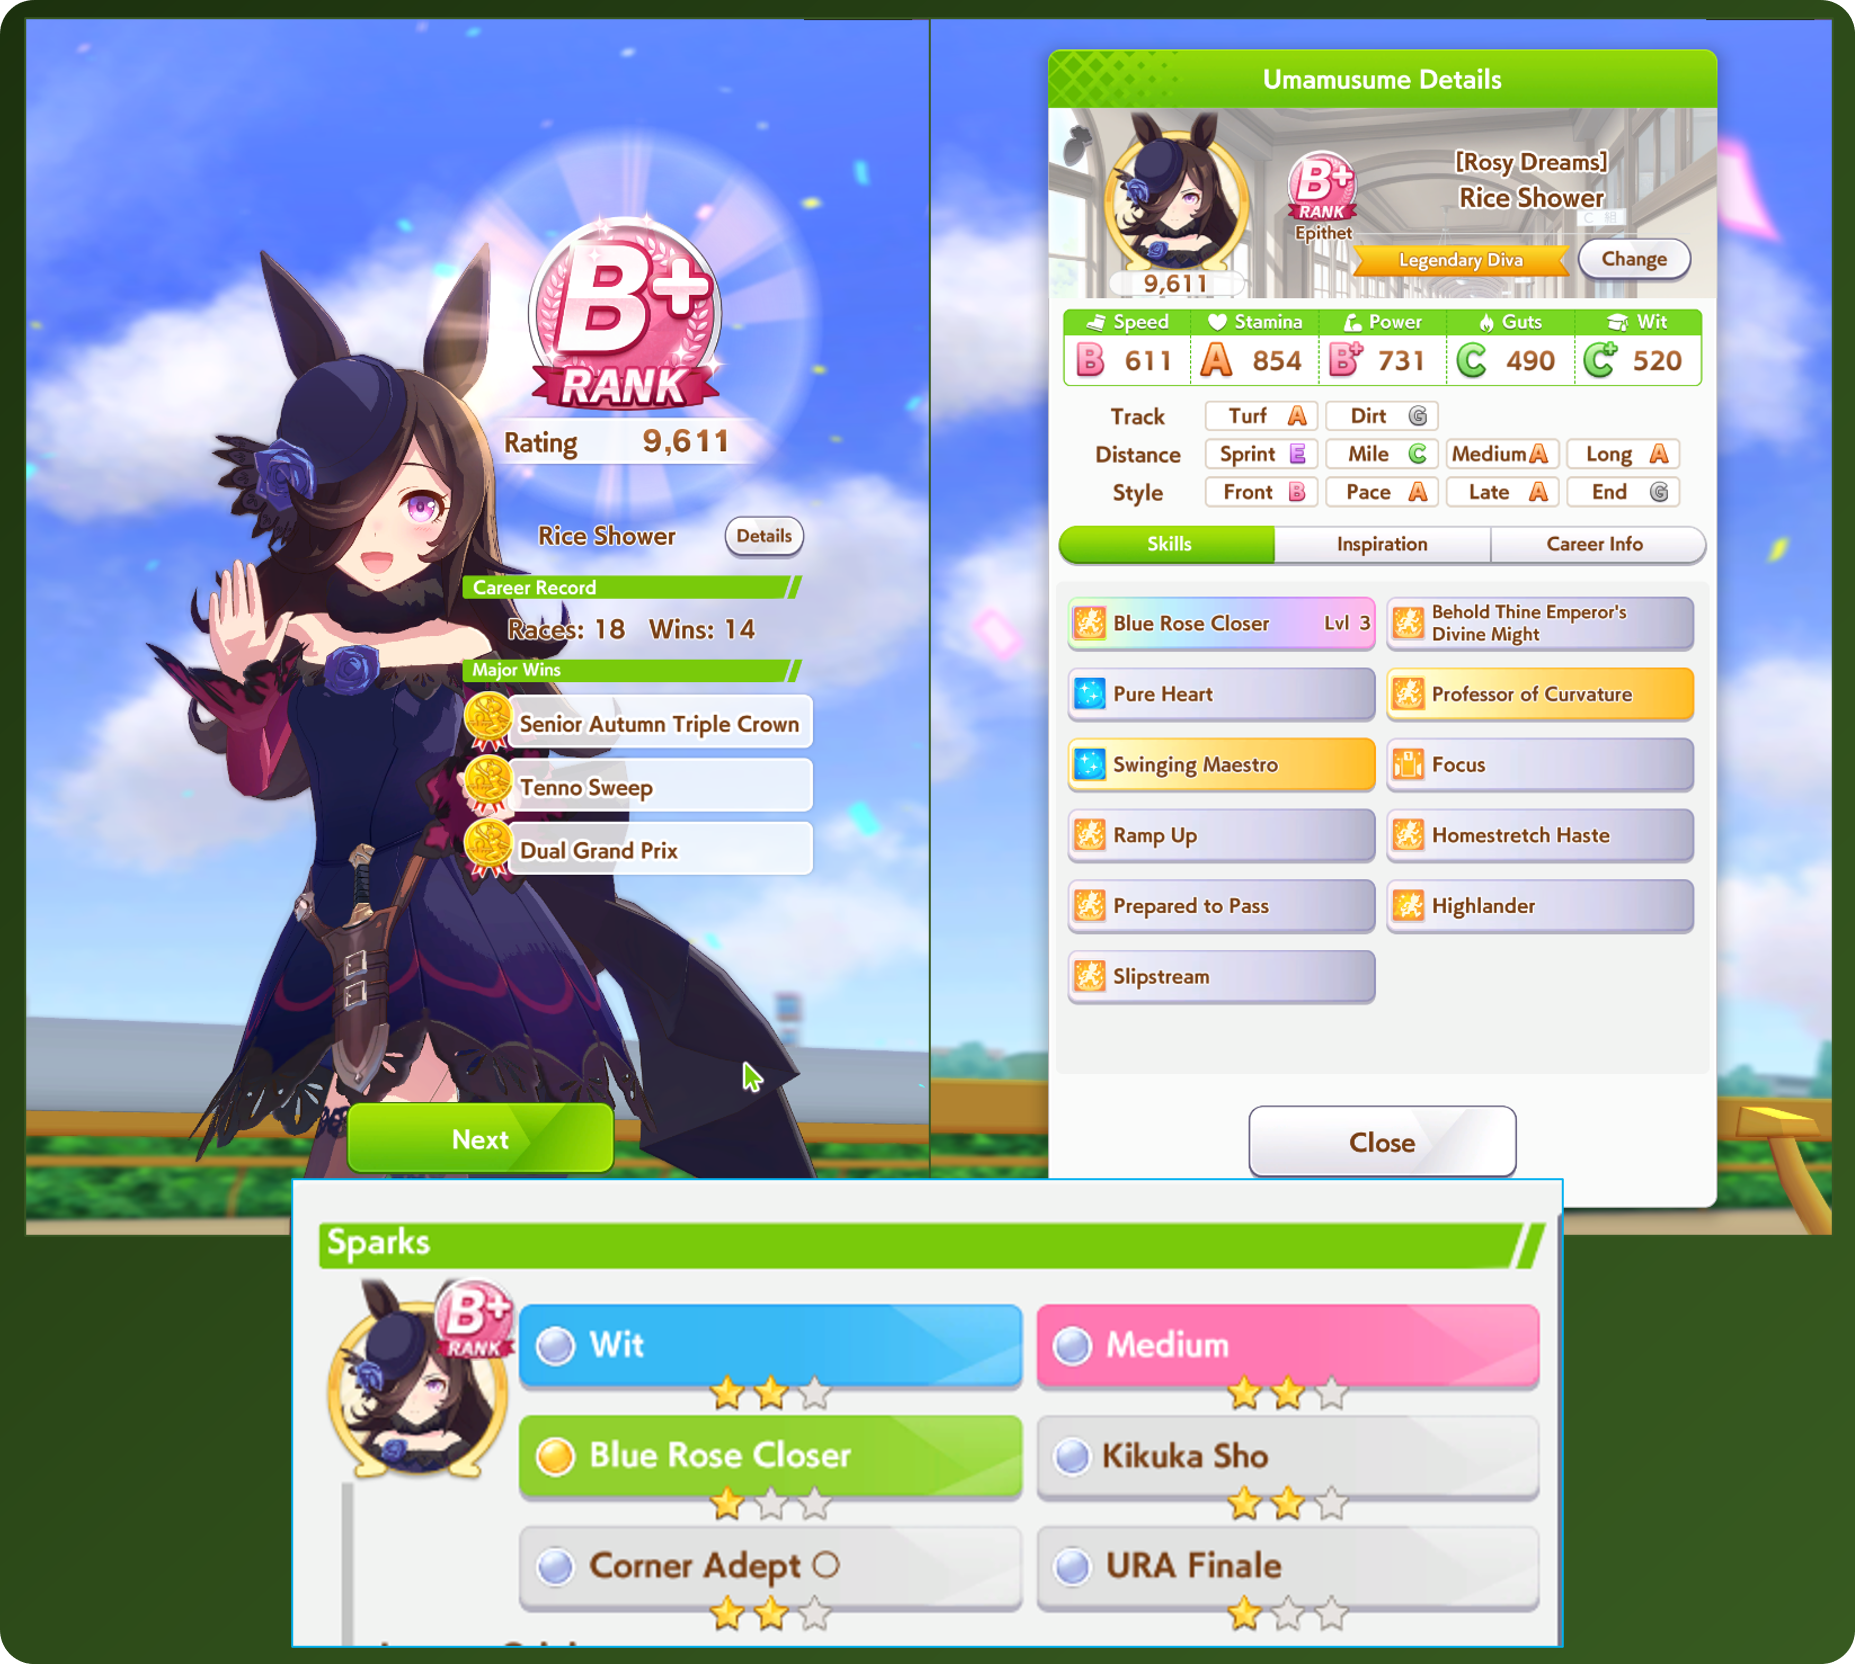 B+
RANK
Rating 9,611
Rice Shower Details
Career Record
Races: 18 Wins: 14
Major Wins
Senior Autumn Triple Crown
Tenno Sweep
Dual Grand Prix
Next
Umamusume Details
B+
RANK
Epithet
[Rosy Dreams]
Rice Shower
Legendary Diva
Change
9,611
Speed Stamina Power Guts Wit
B 611 A 854 B+ 731 C 490 C+ 520
Track Turf A Dirt G
Distance Sprint E Mile C Medium A Long A
Style Front B Pace A Late A End G
Skills Inspiration Career Info
Blue Rose Closer Lvl 3
Behold Thine Emperor's
Divine Might
Pure Heart Professor of Curvature
Swinging Maestro Focus
Ramp Up Homestretch Haste
Prepared to Pass Highlander
Slipstream
Close
Sparks
B+
RANK
Wit Medium
Blue Rose Closer Kikuka Sho
Corner Adept ○ URA Finale